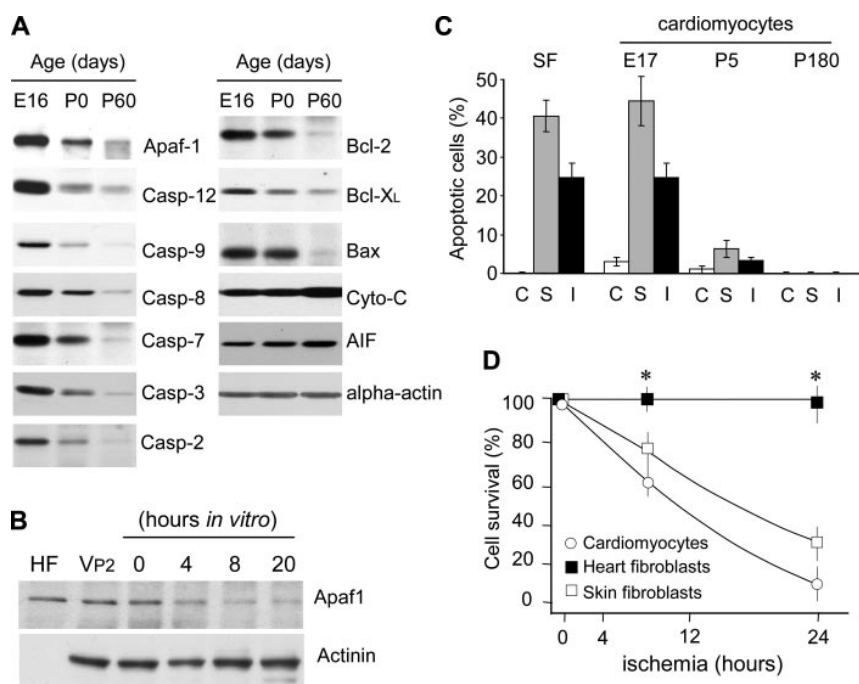 A
Age (days)
E16 P0 P60
Apaf-1
Casp-12
Casp-9
Casp-8
Casp-7
Casp-3
Casp-2
Age (days)
E16 P0 P60
Bcl-2
Bcl-XL
Bax
Cyto-C
AIF
alpha-actin
B
(hours in vitro)
HF VP2 0 4 8 20
Apaf1
Actinin
C
cardiomyocytes
SF E17 P5 P180
Apoptotic cells (%)
50
40
30
20
10
0
C S I C S I C S I C S I
D
* *
Cell survival (%)
100
80
60
40
20
10
0
Cardiomyocytes
Heart fibroblasts
Skin fibroblasts
0 4 12 24
ischemia (hours)